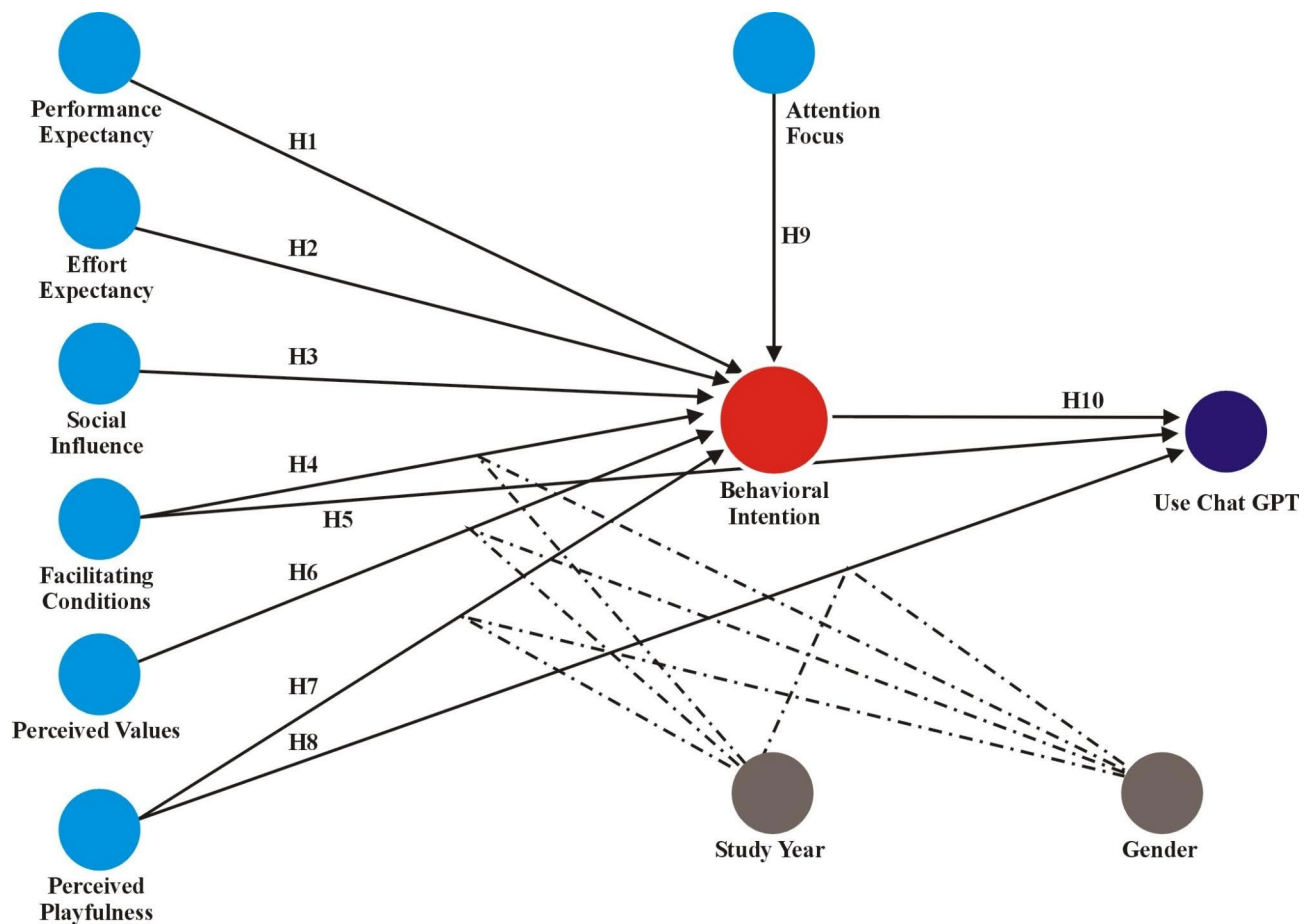 Performance
Expectancy
Attention
Focus
H1
H2
H9
Effort
Expectancy
H3
Social
Influence
H10
H4
Behavioral
Intention
Use Chat GPT
H5
Facilitating
Conditions
H6
H7
Perceived Values
H8
Study Year
Gender
Perceived
Playfulness